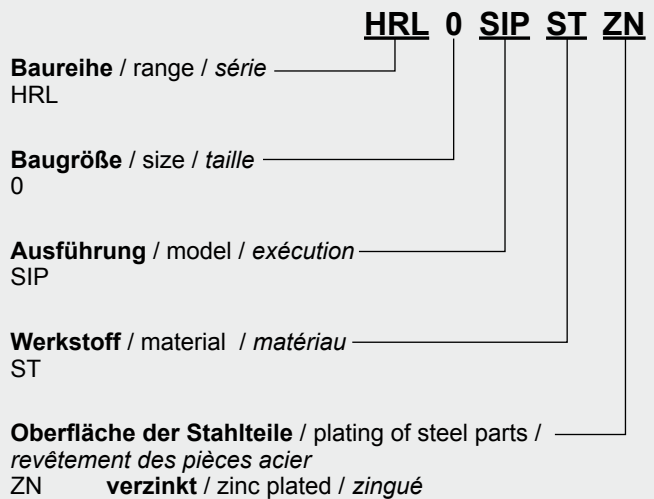 HRL 0 SIP ST ZN
Baureihe / range / série
HRL
Baugröße / size / taille
0
Ausführung / model / exécution
SIP
Werkstoff / material / matériau
ST
Oberfläche der Stahlteile / plating of steel parts /
revêtement des pièces acier
ZN verzinkt / zinc plated / zingué